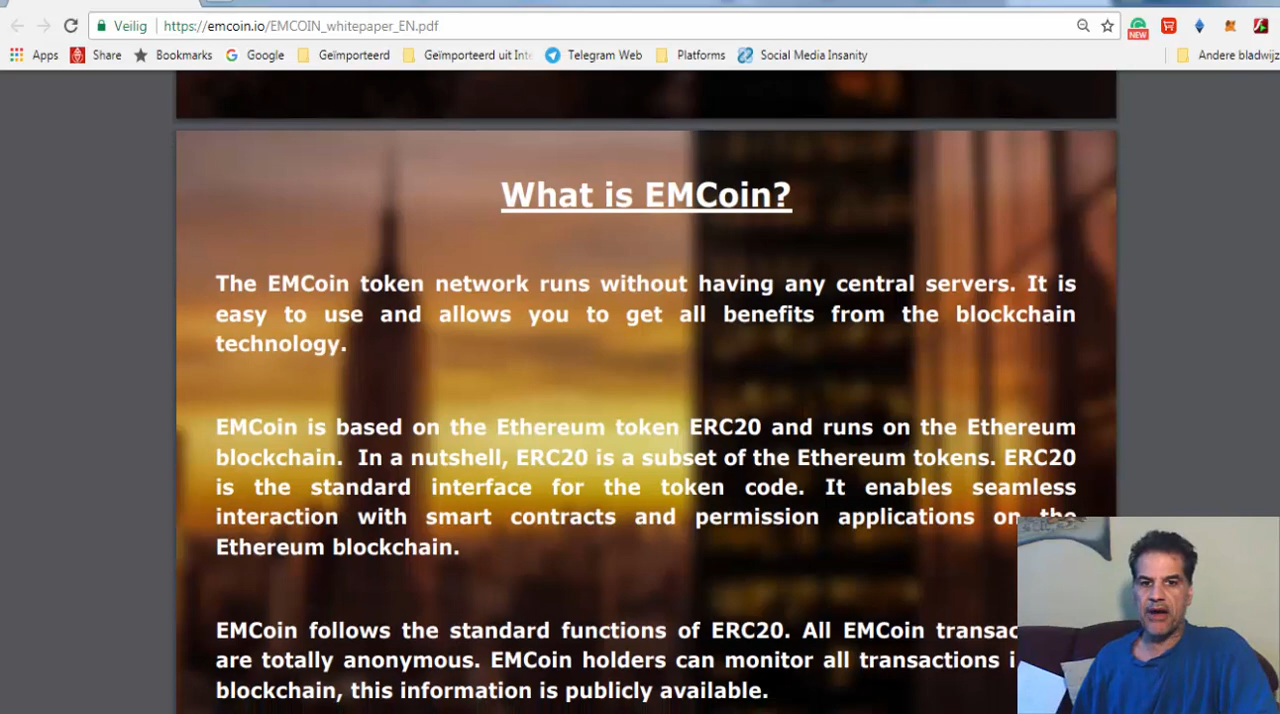 Veilig https://emcoin.io/EMCOIN_whitepaper_EN.pdf
NEW
Apps Share Bookmarks Google Geïmporteerd Geïmporteerd uit Telegram Web Platforms Social Media Insanity Andere
What is EMCoin?
The EMCoin token network runs without having any central servers. It is
easy to use and allows you to get all benefits from the blockchain
technology.
EMCoin is based on the Ethereum token ERC20 and runs on the Ethereum
blockchain. In a nutshell, ERC20 is a subset of the Ethereum tokens. ERC20
is the standard interface for the token code. It enables seamless
interaction with smart contracts and permission applications on the
Ethereum blockchain.
EMCoin follows the standard functions of ERC20. All EMCoin
are totally anonymous. EMCoin holders can monitor all transactions
blockchain, this information is publicly available.